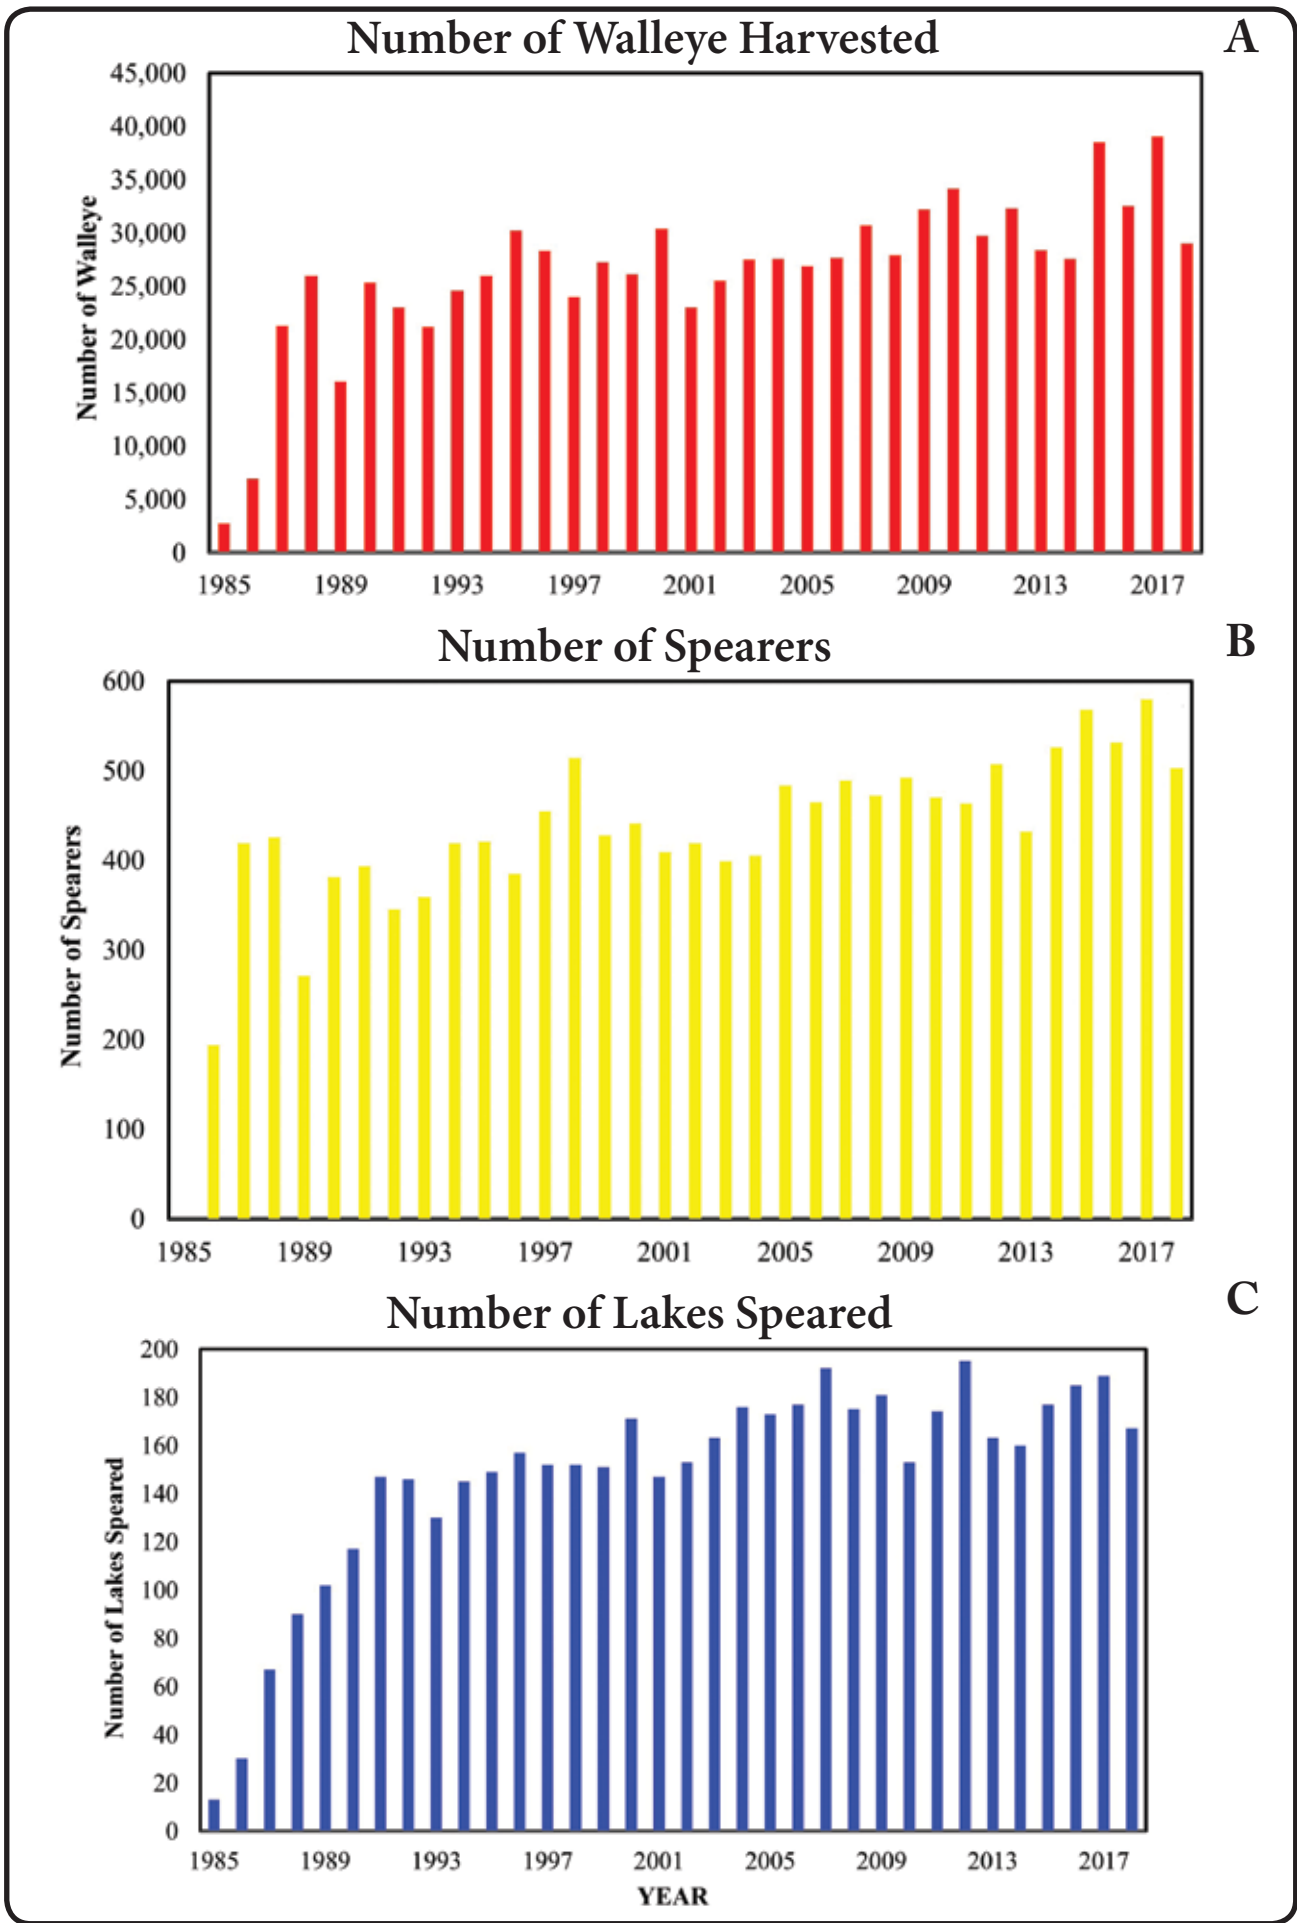 Number of Walleye Harvested
A
Number of Walleye
45,000
40,000
35,000
30,000
25,000
20,000
15,000
10,000
5,000
0
1985 1989 1993 1997 2001 2005 2009 2013 2017
Number of Spearers
B
Number of Spearers
600
500
400
300
200
100
0
1985 1989 1993 1997 2001 2005 2009 2013 2017
Number of Lakes Speared
C
Number of Lakes Speared
200
180
160
140
120
100
80
60
40
20
0
1985 1989 1993 1997 2001 2005 2009 2013 2017
YEAR